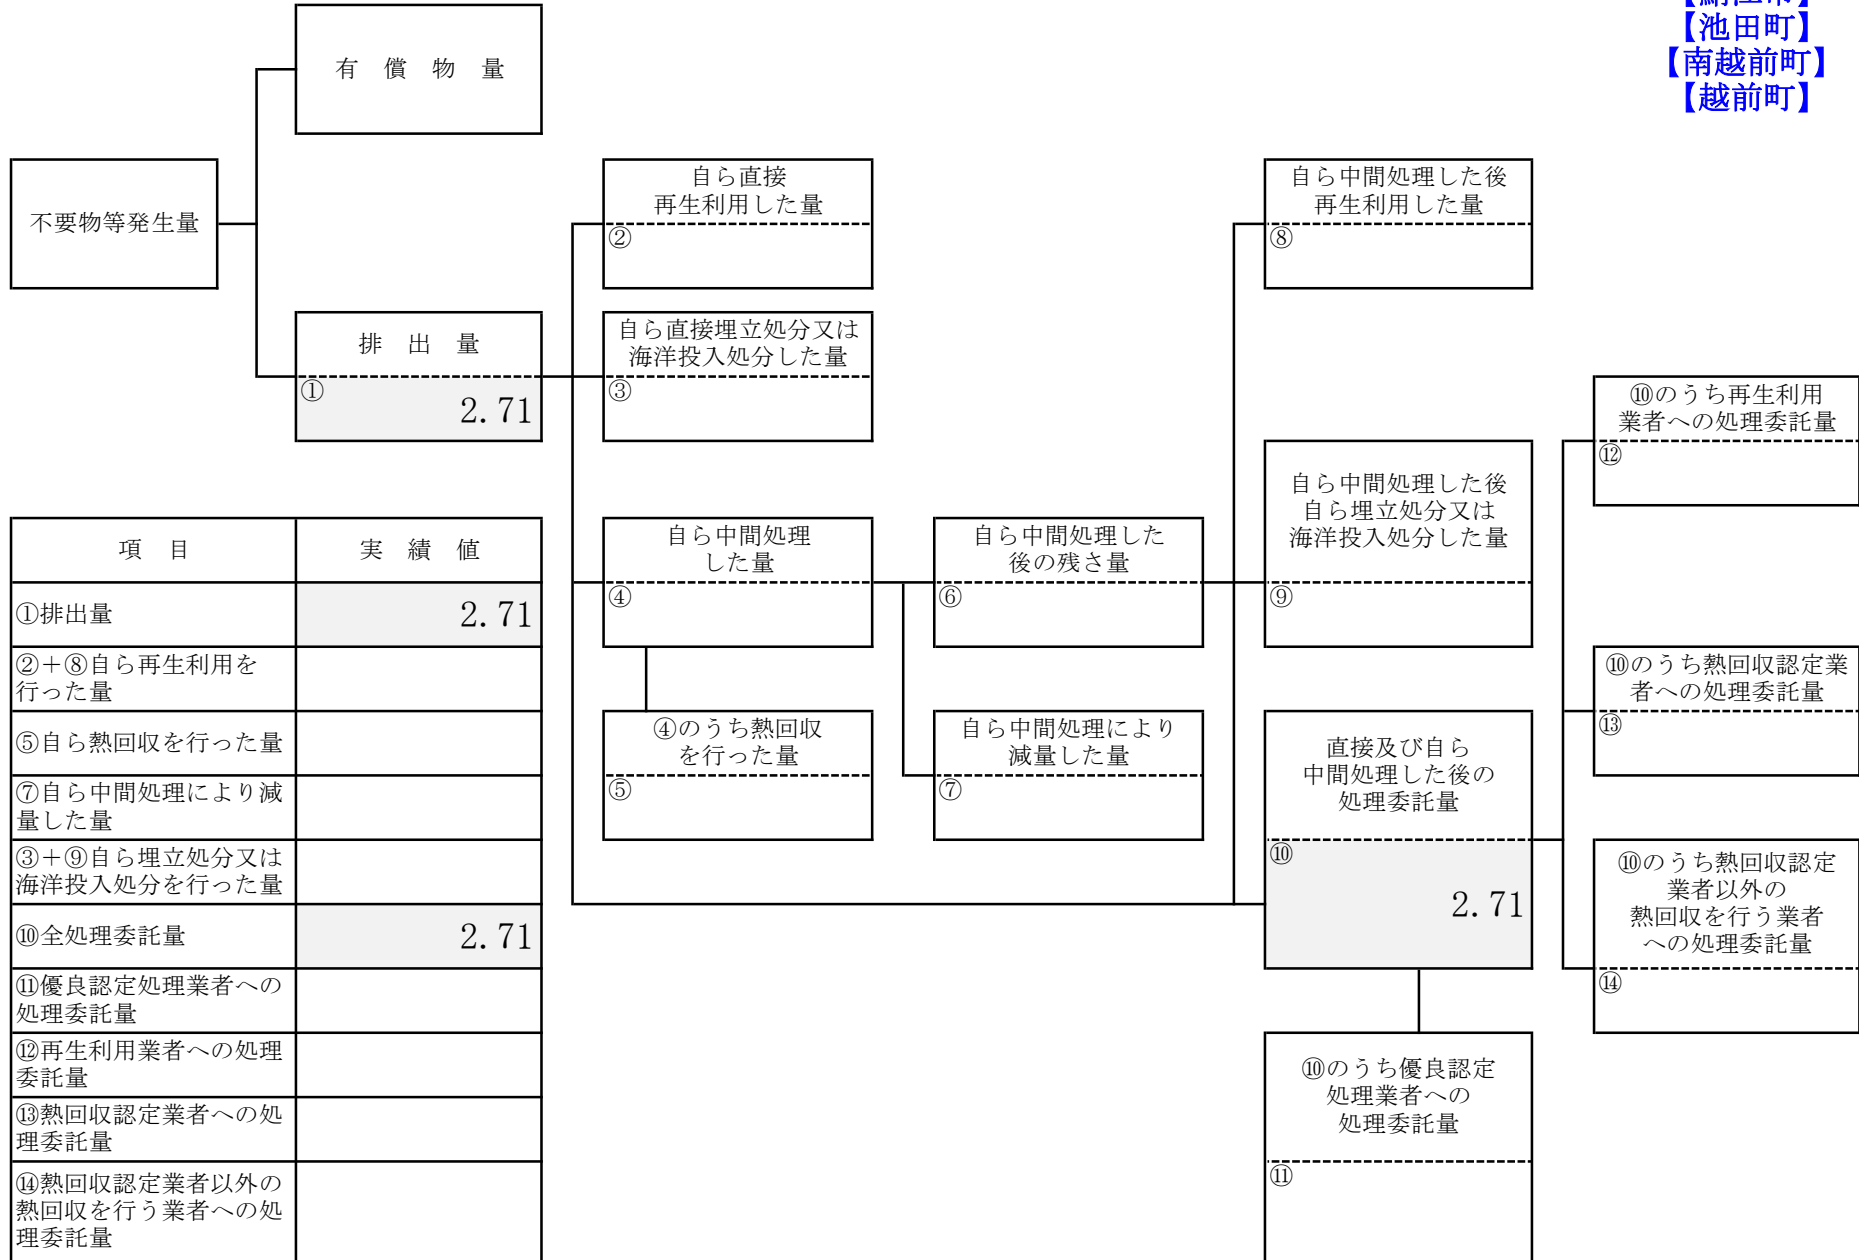 【鯖江市】
【池田町】
【南越前町】
【越前町】
有　償　物　量
不要物等発生量
排　出　量
①
2.71
自ら直接
再生利用した量
②
自ら直接埋立処分又は
海洋投入処分した量
③
自ら中間処理
した量
④
④のうち熱回収
を行った量
⑤
自ら中間処理した
後の残さ量
⑥
自ら中間処理により
減量した量
⑦
自ら中間処理した後
再生利用した量
⑧
自ら中間処理した後
自ら埋立処分又は
海洋投入処分した量
⑨
直接及び自ら
中間処理した後の
処理委託量
⑩
2.71
⑩のうち優良認定
処理業者への
処理委託量
⑪
⑩のうち再生利用
業者への処理委託量
⑫
⑩のうち熱回収認定業
者への処理委託量
⑬
⑩のうち熱回収認定
業者以外の
熱回収を行う業者
への処理委託量
⑭
項　目　実　績　値
①排出量　2.71
②＋⑧自ら再生利用を
行った量
⑤自ら熱回収を行った量
⑦自ら中間処理により減
量した量
③＋⑨自ら埋立処分又は
海洋投入処分を行った量
⑩全処理委託量　2.71
⑪優良認定処理業者への
処理委託量
⑫再生利用業者への処理
委託量
⑬熱回収認定業者への処
理委託量
⑭熱回収認定業者以外の
熱回収を行う業者への処
理委託量